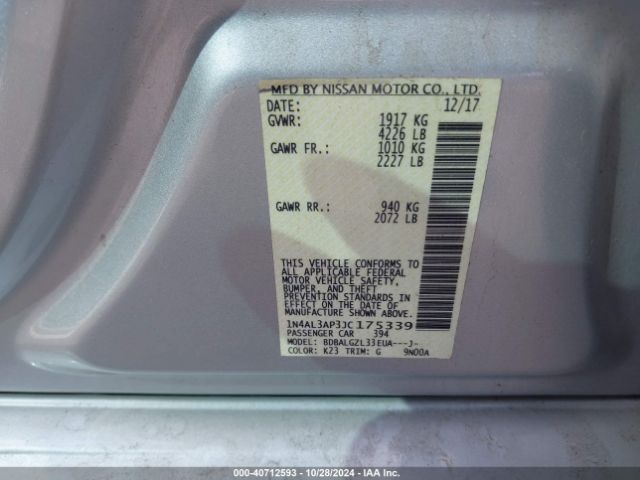 MFD BY NISSAN MOTOR CO., LTD.
DATE: 12/17
GVWR: 1917 KG
4226 LB
GAWR FR.: 1010 KG
2227 LB
GAWR RR.: 940 KG
2072 LB
THIS VEHICLE CONFORMS TO
ALL APPLICABLE FEDERAL
MOTOR VEHICLE SAFETY,
BUMPER, AND THEFT
PREVENTION STANDARDS
IN EFFECT ON THE DATE OF
MANUFACTURE SHOWN ABOVE.
1N4AL3AP3JC175339
PASSENGER CAR 394
MODEL: BDBALGZL33EUA---J-
COLOR: K23 TRIM: G 9N00A
000-40712593 | 10/28/2024 | IAA Inc.